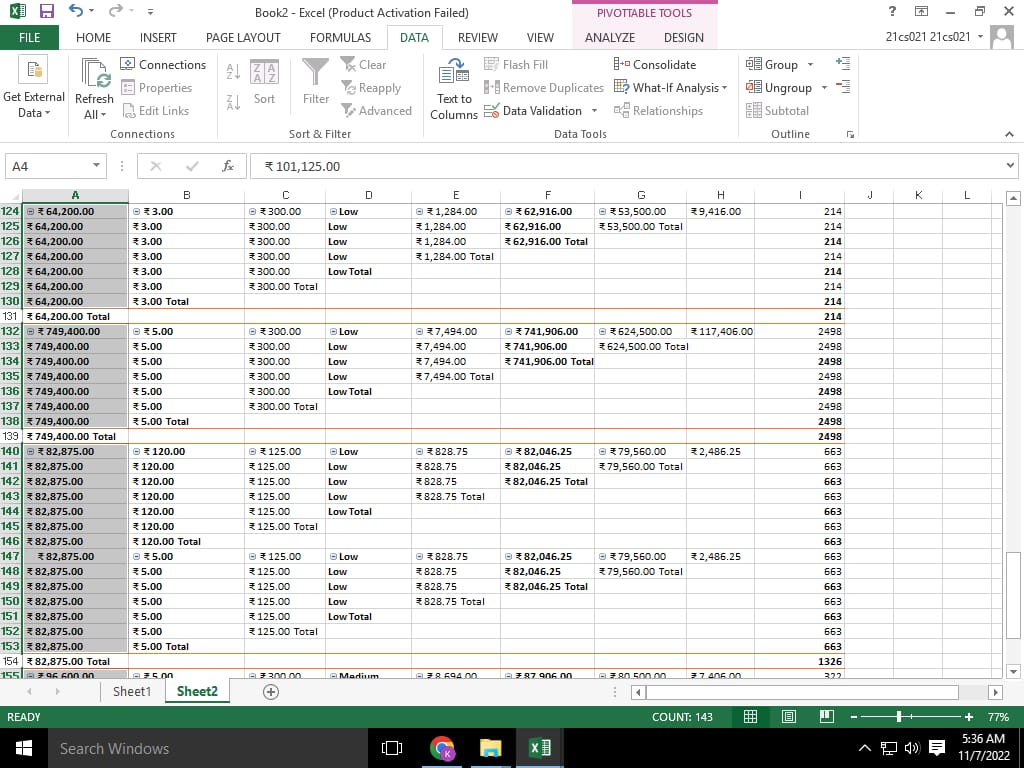 Book2 - Excel (Product Activation Failed) PIVOTTABLE TOOLS ?
FILE HOME INSERT PAGE LAYOUT FORMULAS DATA REVIEW VIEW ANALYZE DESIGN 21cs021 21cs021
Connections Clear Flash Fill Consolidate Group
Properties Reapply Remove Duplicates What-If Analysis Ungroup
Get External Data Refresh All Edit Links Sort Filter Advanced Text to Columns Data Validation Relationships Subtotal
Connections Sort & Filter Data Tools Outline
A4 fx ₹ 101,125.00
A B C D E F G H I J K L
124 ₹ 64,200.00 ₹ 3.00 ₹ 300.00 Low ₹ 1,284.00 ₹ 62,916.00 ₹ 53,500.00 ₹ 9,416.00 214
125 ₹ 64,200.00 ₹ 3.00 ₹ 300.00 Low ₹ 1,284.00 ₹ 62,916.00 ₹ 53,500.00 Total 214
126 ₹ 64,200.00 ₹ 3.00 ₹ 300.00 Low ₹ 1,284.00 ₹ 62,916.00 Total 214
127 ₹ 64,200.00 ₹ 3.00 ₹ 300.00 Low ₹ 1,284.00 Total 214
128 ₹ 64,200.00 ₹ 3.00 ₹ 300.00 Low Total 214
129 ₹ 64,200.00 ₹ 3.00 ₹ 300.00 Total 214
130 ₹ 64,200.00 ₹ 3.00 Total 214
131 ₹ 64,200.00 Total 214
132 ₹ 749,400.00 ₹ 5.00 ₹ 300.00 Low ₹ 7,494.00 ₹ 741,906.00 ₹ 624,500.00 ₹ 117,406.00 2498
133 ₹ 749,400.00 ₹ 5.00 ₹ 300.00 Low ₹ 7,494.00 ₹ 741,906.00 ₹ 624,500.00 Total 2498
134 ₹ 749,400.00 ₹ 5.00 ₹ 300.00 Low ₹ 7,494.00 ₹ 741,906.00 Total 2498
135 ₹ 749,400.00 ₹ 5.00 ₹ 300.00 Low ₹ 7,494.00 Total 2498
136 ₹ 749,400.00 ₹ 5.00 ₹ 300.00 Low Total 2498
137 ₹ 749,400.00 ₹ 5.00 ₹ 300.00 Total 2498
138 ₹ 749,400.00 ₹ 5.00 Total 2498
139 ₹ 749,400.00 Total 2498
140 ₹ 82,875.00 ₹ 120.00 ₹ 125.00 Low ₹ 828.75 ₹ 82,046.25 ₹ 79,560.00 ₹ 2,486.25 663
141 ₹ 82,875.00 ₹ 120.00 ₹ 125.00 Low ₹ 828.75 ₹ 82,046.25 ₹ 79,560.00 Total 663
142 ₹ 82,875.00 ₹ 120.00 ₹ 125.00 Low ₹ 828.75 ₹ 82,046.25 Total 663
143 ₹ 82,875.00 ₹ 120.00 ₹ 125.00 Low ₹ 828.75 Total 663
144 ₹ 82,875.00 ₹ 120.00 ₹ 125.00 Low Total 663
145 ₹ 82,875.00 ₹ 120.00 ₹ 125.00 Total 663
146 ₹ 82,875.00 ₹ 120.00 Total 663
147 ₹ 82,875.00 ₹ 5.00 ₹ 125.00 Low ₹ 828.75 ₹ 82,046.25 ₹ 79,560.00 ₹ 2,486.25 663
148 ₹ 82,875.00 ₹ 5.00 ₹ 125.00 Low ₹ 828.75 ₹ 82,046.25 ₹ 79,560.00 Total 663
149 ₹ 82,875.00 ₹ 5.00 ₹ 125.00 Low ₹ 828.75 ₹ 82,046.25 Total 663
150 ₹ 82,875.00 ₹ 5.00 ₹ 125.00 Low ₹ 828.75 Total 663
151 ₹ 82,875.00 ₹ 5.00 ₹ 125.00 Low Total 663
152 ₹ 82,875.00 ₹ 5.00 ₹ 125.00 Total 663
153 ₹ 82,875.00 ₹ 5.00 Total 663
154 ₹ 82,875.00 Total 1326
155 ₹ 96,600.00 ₹ 5.00 ₹ 300.00 Medium ₹ 8,694.00 ₹ 87,906.00 ₹ 80,500.00 ₹ 7,406.00 322
Sheet1 Sheet2
READY COUNT: 143 77%
Search Windows K 5:36 AM
11/7/2022